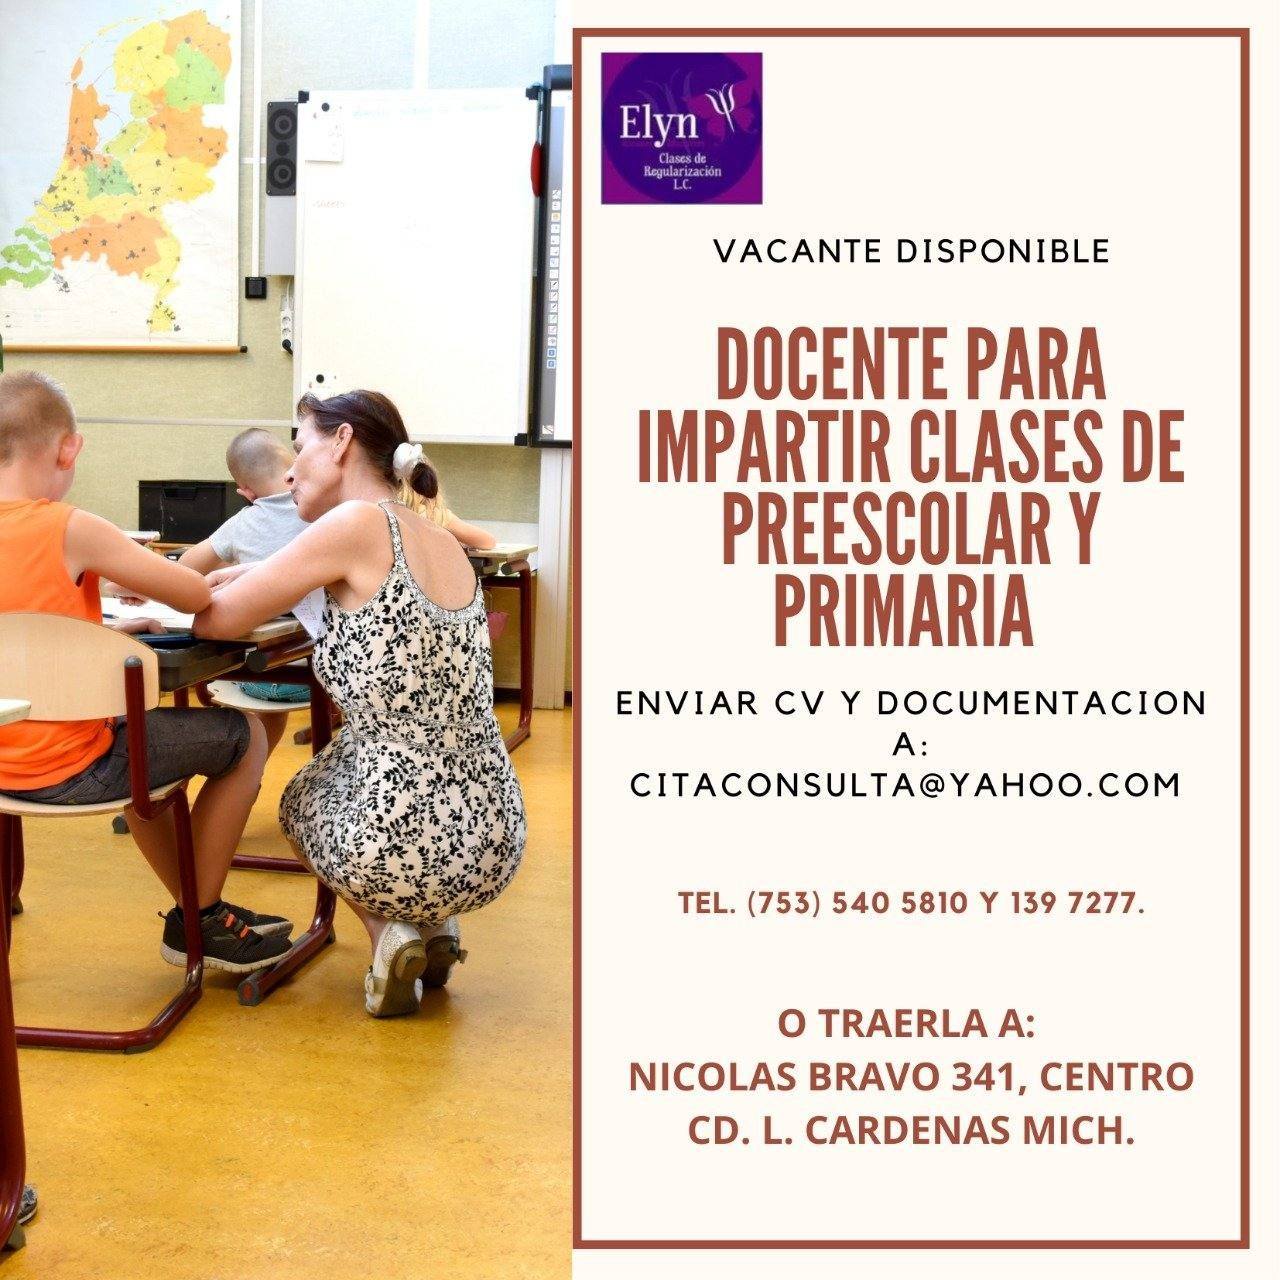 Elyn
Clases de
Regularización
L.C.
VACANTE DISPONIBLE
DOCENTE PARA
IMPARTIR CLASES DE
PREESCOLAR Y
PRIMARIA
ENVIAR CV Y DOCUMENTACION
A:
CITACONSULTA@YAHOO.COM
TEL. (753) 540 5810 Y 139 7277.
O TRAERLA A:
NICOLAS BRAVO 341, CENTRO
CD. L. CARDENAS MICH.